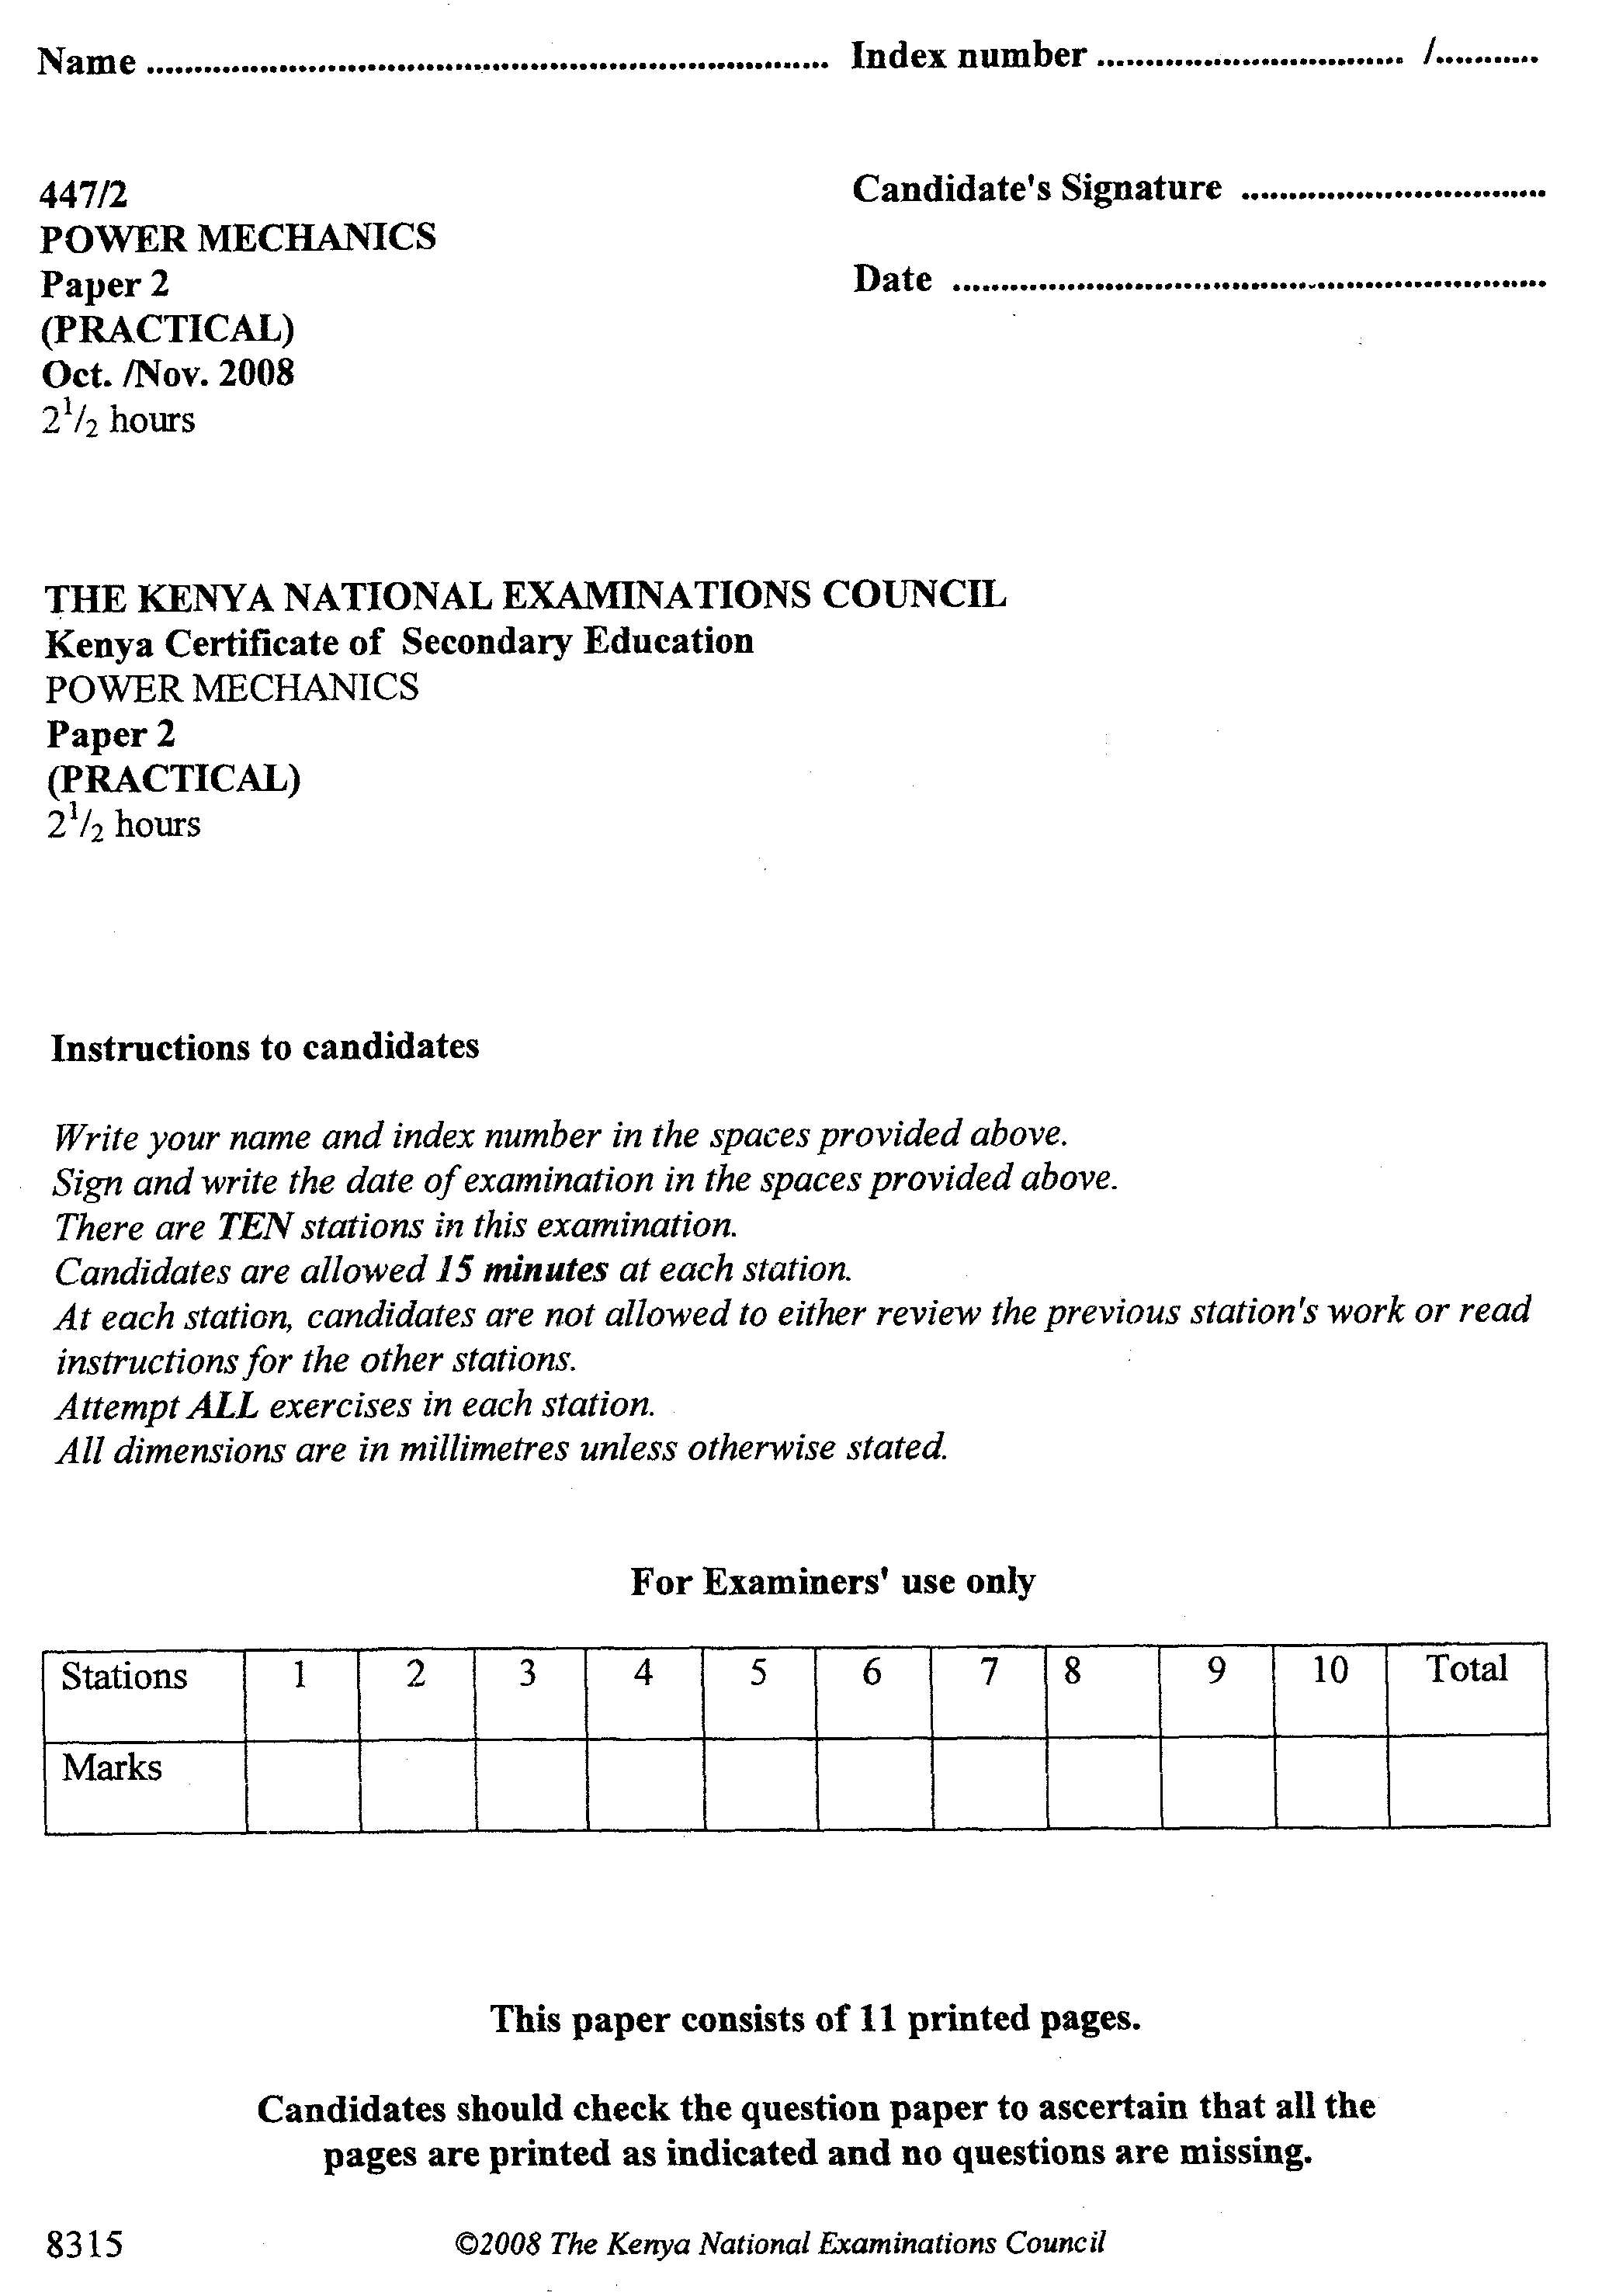 Name ........................................................................ Index number ................................ /...........
447/2
Candidate's Signature ................................
POWER MECHANICS
Paper 2
Date ..............................................................
(PRACTICAL)
Oct. /Nov. 2008
2 1/2 hours
THE KENYA NATIONAL EXAMINATIONS COUNCIL
Kenya Certificate of Secondary Education
POWER MECHANICS
Paper 2
(PRACTICAL)
2 1/2 hours
Instructions to candidates
Write your name and index number in the spaces provided above.
Sign and write the date of examination in the spaces provided above.
There are TEN stations in this examination.
Candidates are allowed 15 minutes at each station.
At each station, candidates are not allowed to either review the previous station's work or read
instructions for the other stations.
Attempt ALL exercises in each station.
All dimensions are in millimetres unless otherwise stated.
For Examiners' use only
Stations 1 2 3 4 5 6 7 8 9 10 Total
Marks
This paper consists of 11 printed pages.
Candidates should check the question paper to ascertain that all the
pages are printed as indicated and no questions are missing.
8315 ©2008 The Kenya National Examinations Council